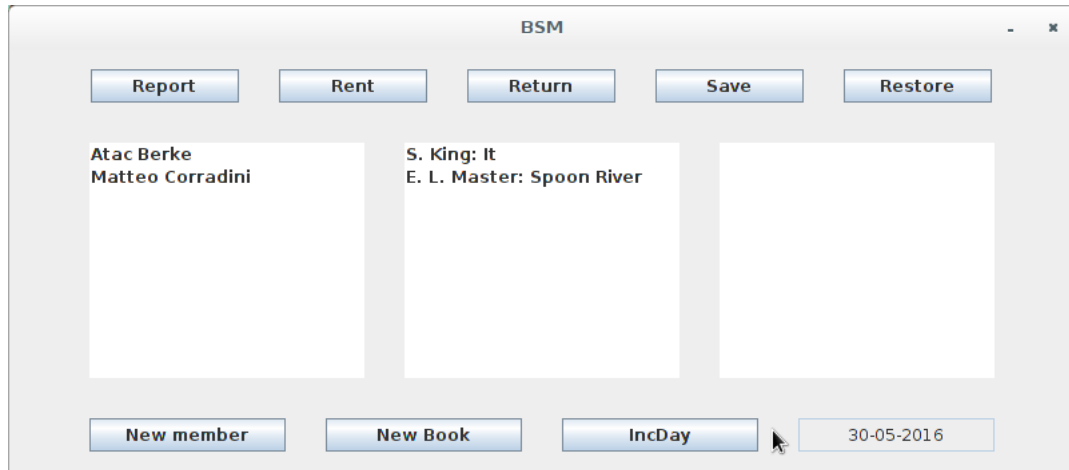 BSM
Report Rent Return Save Restore
Atac Berke
Matteo Corradini
S. King: It
E. L. Master: Spoon River
New member New Book IncDay 30-05-2016